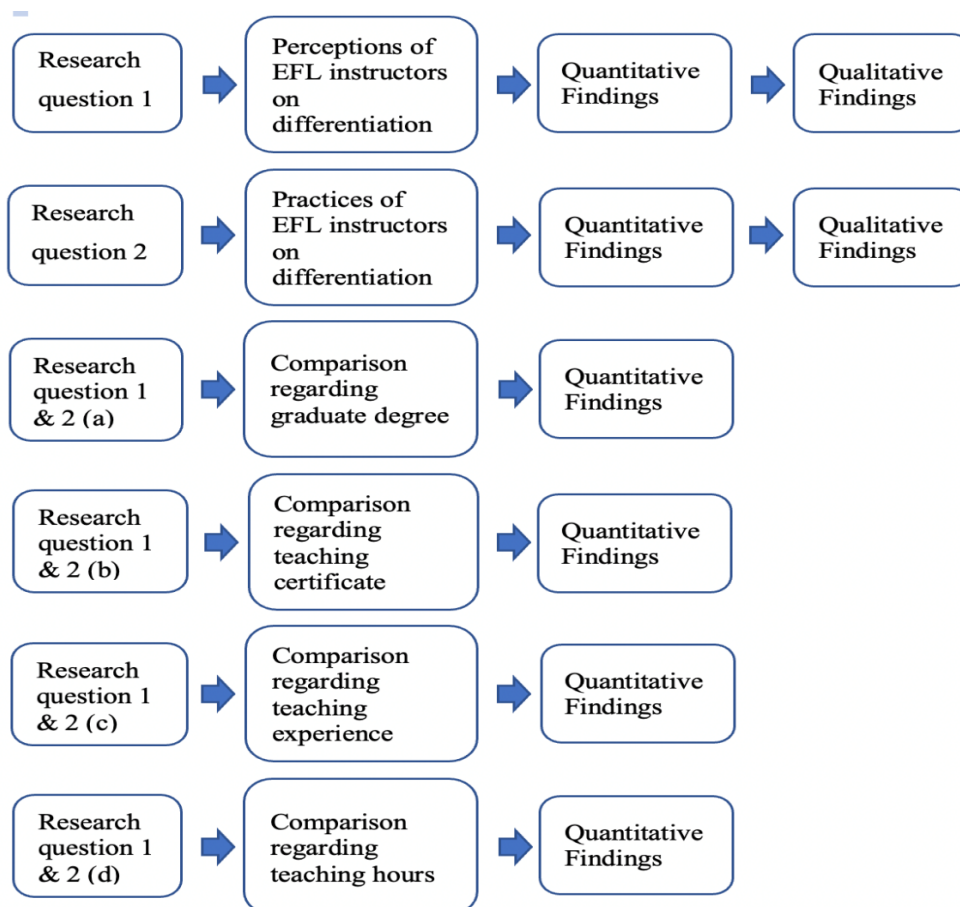 Research
question 1
Perceptions of
EFL instructors
on
differentiation
Quantitative
Findings
Qualitative
Findings
Research
question 2
Practices of
EFL instructors
on
differentiation
Quantitative
Findings
Qualitative
Findings
Research
question 1
& 2 (a)
Comparison
regarding
graduate degree
Quantitative
Findings
Research
question 1
& 2 (b)
Comparison
regarding
teaching
certificate
Quantitative
Findings
Research
question 1
& 2 (c)
Comparison
regarding
teaching
experience
Quantitative
Findings
Research
question 1
& 2 (d)
Comparison
regarding
teaching hours
Quantitative
Findings